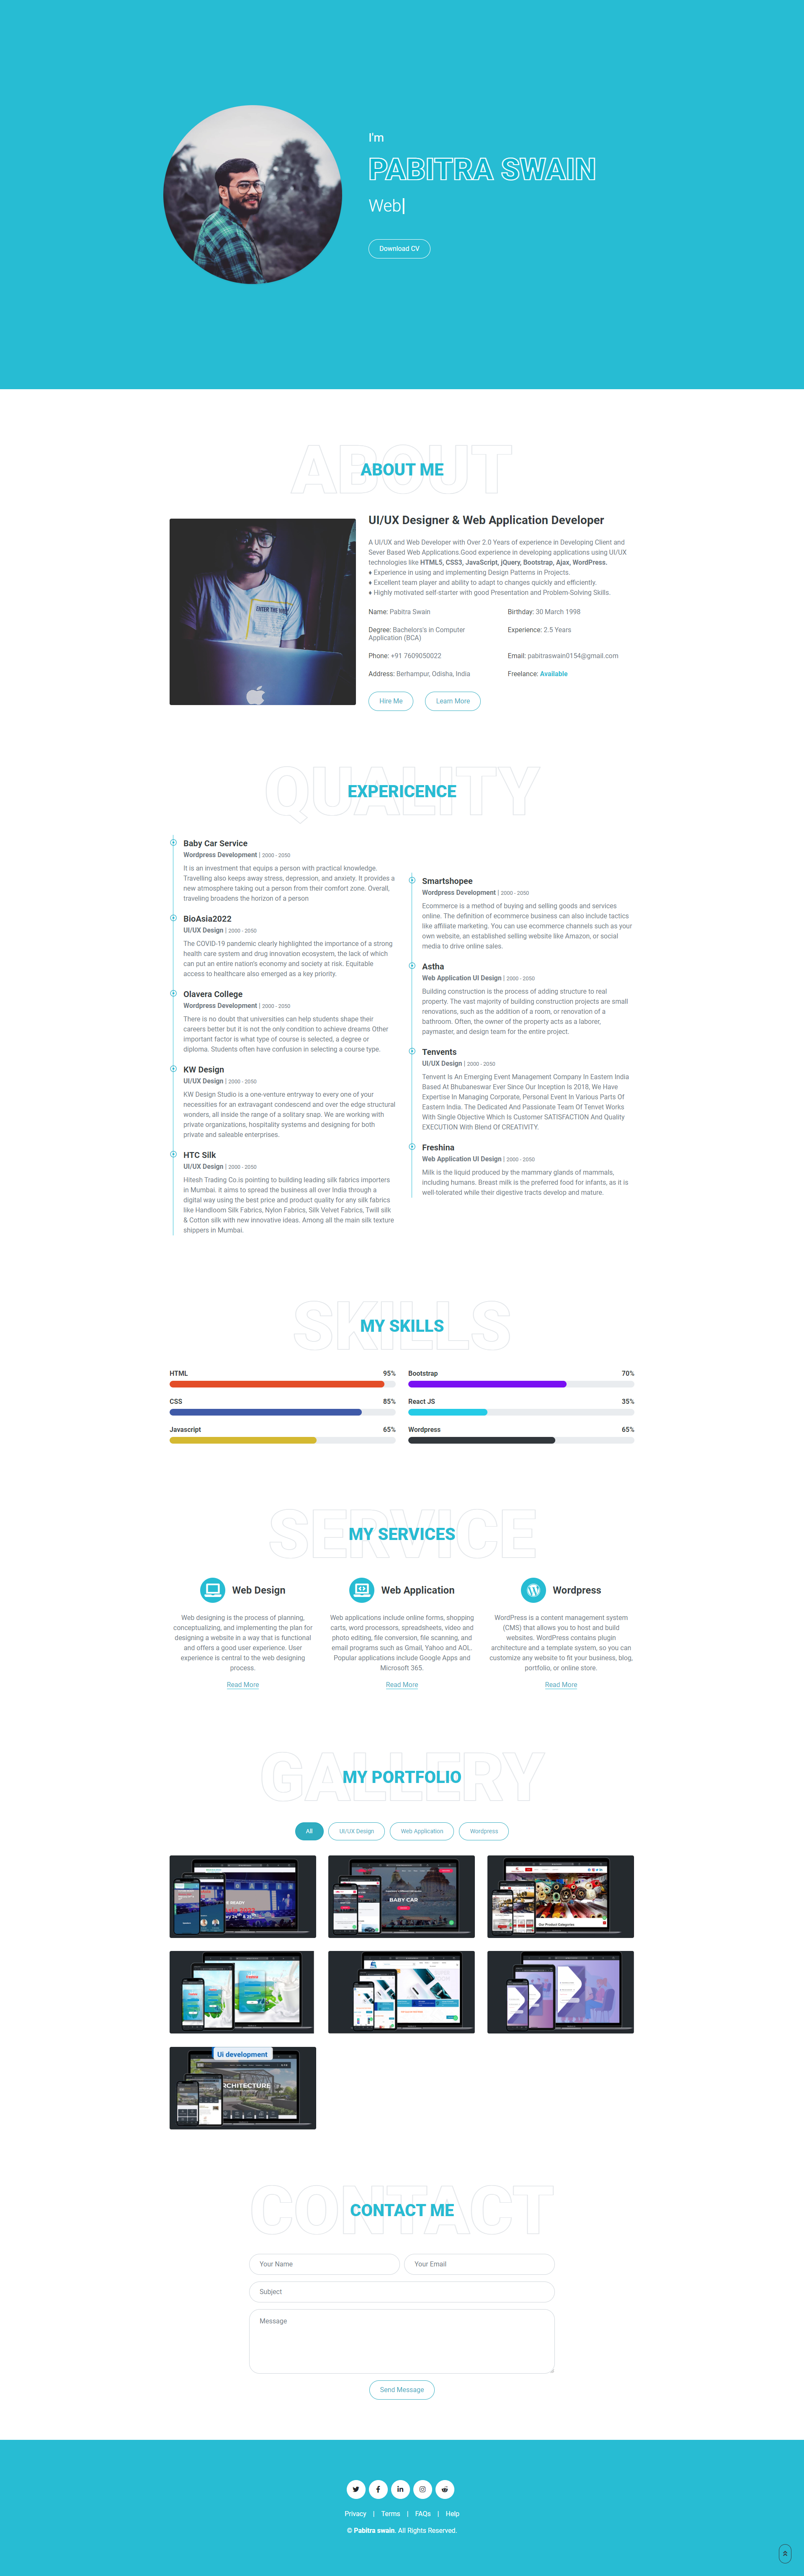 I'm
PABITRA SWAIN
Web|
Download CV
ABOUT
ABOUT ME
ENTER THE
UI/UX Designer & Web Application Developer
A UI/UX and Web Developer with Over 2.0 Years of experience in Developing Client and
Sever Based Web Applications.Good experience in developing applications using UI/UX
technologies like HTML5, CSS3, JavaScript, jQuery, Bootstrap, Ajax, WordPress.
♦ Experience in using and implementing Design Patterns in Projects.
♦ Excellent team player and ability to adapt to changes quickly and efficiently.
♦ Highly motivated self-starter with good Presentation and Problem-Solving Skills.
Name: Pabitra Swain
Birthday: 30 March 1998
Degree: Bachelors's in Computer
Application (BCA)
Experience: 2.5 Years
Phone: +91 7609050022
Email: pabitraswain0154@gmail.com
Address: Berhampur, Odisha, India
Freelance: Available
Hire Me
Learn More
QUALITY
EXPERICENCE
Baby Car Service
Wordpress Development | 2000 - 2050
It is an investment that equips a person with practical knowledge.
Travelling also keeps away stress, depression, and anxiety. It provides a
new atmosphere taking out a person from their comfort zone. Overall,
traveling broadens the horizon of a person
BioAsia2022
UI/UX Design | 2000 - 2050
The COVID-19 pandemic clearly highlighted the importance of a strong
health care system and drug innovation ecosystem, the lack of which
can put an entire nation's economy and society at risk. Equitable
access to healthcare also emerged as a key priority.
Olavera College
Wordpress Development | 2000 - 2050
There is no doubt that universities can help students shape their
careers better but it is not the only condition to achieve dreams Other
important factor is what type of course is selected, a degree or
diploma. Students often have confusion in selecting a course type.
KW Design
UI/UX Design | 2000 - 2050
KW Design Studio is a one-venture entryway to every one of your
necessities for an extravagant condescend and over the edge structural
wonders, all inside the range of a solitary snap. We are working with
private organizations, hospitality systems and designing for both
private and saleable enterprises.
HTC Silk
UI/UX Design | 2000 - 2050
Hitesh Trading Co.is pointing to building leading silk fabrics importers
in Mumbai. It aims to spread the business all over India through a
digital way using the best price and product quality for any silk fabrics
like Handloom Silk Fabrics, Nylon Fabrics, Silk Velvet Fabrics, Twill silk
& Cotton silk with new innovative ideas. Among all the main silk texture
shippers in Mumbai.
Smartshopee
Wordpress Development | 2000 - 2050
Ecommerce is a method of buying and selling goods and services
online. The definition of ecommerce business can also include tactics
like affiliate marketing. You can use ecommerce channels such as your
own website, an established selling website like Amazon, or social
media to drive online sales.
Astha
Web Application UI Design | 2000 - 2050
Building construction is the process of adding structure to real
property. The vast majority of building construction projects are small
renovations, such as the addition of a room, or renovation of a
bathroom. Often, the owner of the property acts as a laborer,
paymaster, and design team for the entire project.
Tenvents
UI/UX Design | 2000 - 2050
Tenvent Is An Emerging Event Management Company In Eastern India
Based At Bhubaneswar Ever Since Our Inception Is 2018, We Have
Expertise In Managing Corporate, Personal Event In Various Parts Of
Eastern India. The Dedicated And Passionate Team Of Tenvet Works
With Single Objective Which Is Customer SATISFACTION And Quality
EXECUTION With Blend Of CREATIVITY.
Freshina
Web Application UI Design | 2000 - 2050
Milk is the liquid produced by the mammary glands of mammals,
including humans. Breast milk is the preferred food for infants, as it is
well-tolerated while their digestive tracts develop and mature.
SKILLS
MY SKILLS
HTML 95%
Bootstrap 70%
CSS 85%
React JS 35%
Javascript 65%
Wordpress 65%
SERVICE
MY SERVICES
Web Design
Web designing is the process of planning,
conceptualizing, and implementing the plan for
designing a website in a way that is functional
and offers a good user experience. User
experience is central to the web designing
process.
Read More
Web Application
Web applications include online forms, shopping
carts, word processors, spreadsheets, video and
photo editing, file conversion, file scanning, and
email programs such as Gmail, Yahoo and AOL.
Popular applications include Google Apps and
Microsoft 365.
Read More
Wordpress
WordPress is a content management system
(CMS) that allows you to host and build
websites. WordPress contains plugin
architecture and a template system, so you can
customize any website to fit your business, blog,
portfolio, or online store.
Read More
GALLERY
MY PORTFOLIO
All
UI/UX Design
Web Application
Wordpress
BABY CAR
Our Product Categories
Ui development
CONTACT
CONTACT ME
Your Name
Your Email
Subject
Message
Send Message
Privacy | Terms | FAQs | Help
© Pabitra swain. All Rights Reserved.